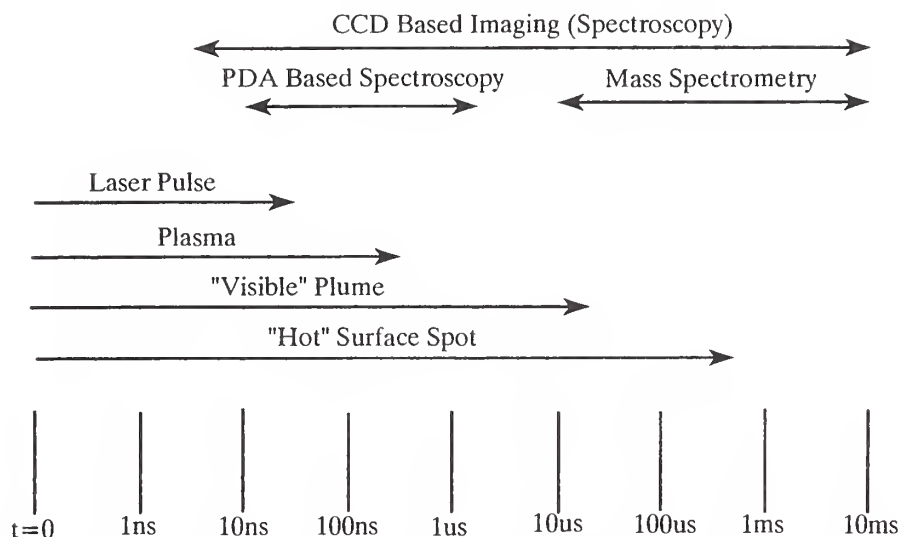 CCD Based Imaging (Spectroscopy)
PDA Based Spectroscopy
Mass Spectrometry
Laser Pulse
Plasma
"Visible" Plume
"Hot" Surface Spot
t=0 1ns 10ns 100ns 1us 10us 100us 1ms 10ms